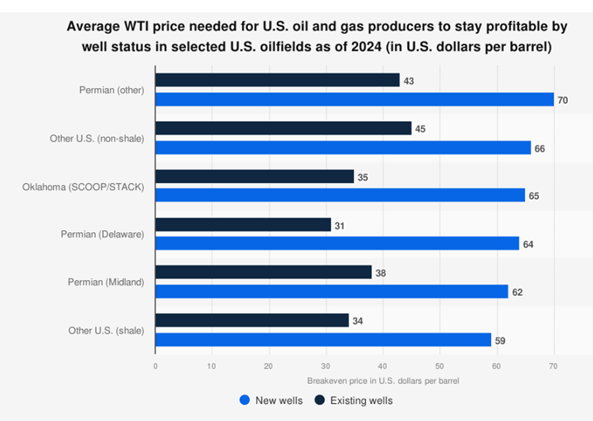 Average WTI price needed for U.S. oil and gas producers to stay profitable by
well status in selected U.S. oilfields as of 2024 (in U.S. dollars per barrel)
Permian (other)
43
70
Other U.S. (non-shale)
45
66
Oklahoma (SCOOP/STACK)
35
65
Permian (Delaware)
31
64
Permian (Midland)
38
62
Other U.S. (shale)
34
59
0 10 20 30 40 50 60 70
Breakeven price in U.S. dollars per barrel
New wells Existing wells